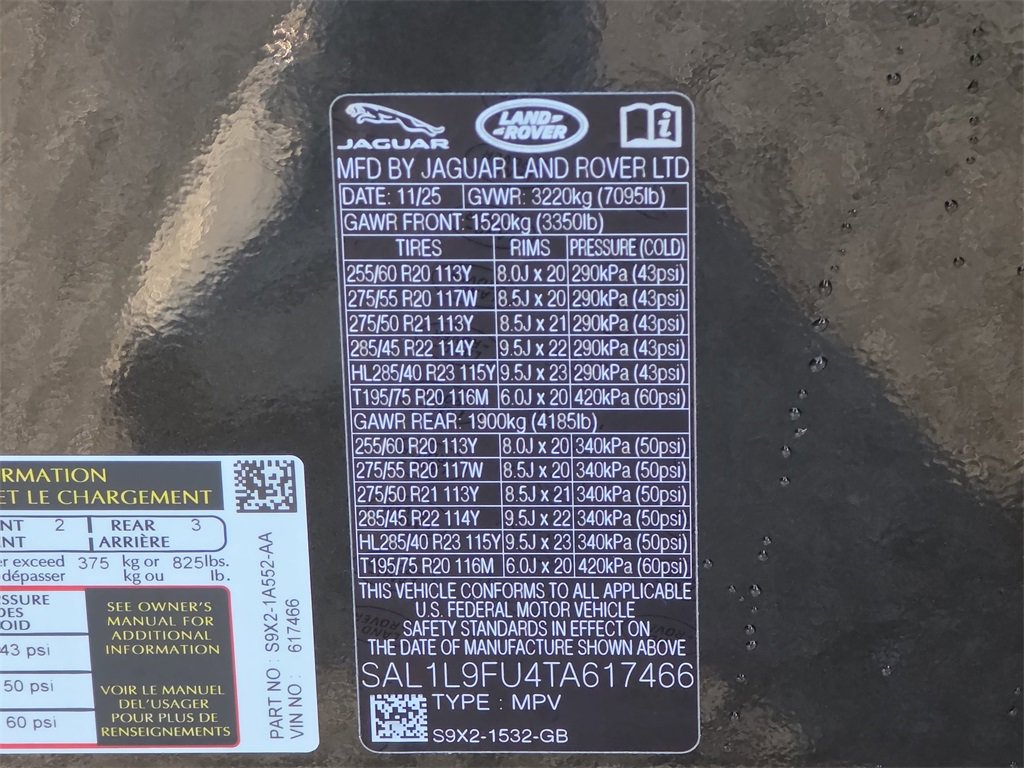 JAGUAR
LAND ROVER
MFD BY JAGUAR LAND ROVER LTD
DATE: 11/25 GVWR: 3220kg (7095lb)
GAWR FRONT: 1520kg (3350lb)
TIRES RIMS PRESSURE (COLD)
255/60 R20 113Y 8.0J x 20 290kPa (43psi)
275/55 R20 117W 8.5J x 20 290kPa (43psi)
275/50 R21 113Y 8.5J x 21 290kPa (43psi)
285/45 R22 114Y 9.5J x 22 290kPa (43psi)
HL285/40 R23 115Y 9.5J x 23 290kPa (43psi)
T195/75 R20 116M 6.0J x 20 420kPa (60psi)
GAWR REAR: 1900kg (4185lb)
255/60 R20 113Y 8.0J x 20 340kPa (50psi)
275/55 R20 117W 8.5J x 20 340kPa (50psi)
275/50 R21 113Y 8.5J x 21 340kPa (50psi)
285/45 R22 114Y 9.5J x 22 340kPa (50psi)
HL285/40 R23 115Y 9.5J x 23 340kPa (50psi)
T195/75 R20 116M 6.0J x 20 420kPa (60psi)
THIS VEHICLE CONFORMS TO ALL APPLICABLE
U.S. FEDERAL MOTOR VEHICLE
SAFETY STANDARDS IN EFFECT ON
THE DATE OF MANUFACTURE SHOWN ABOVE
SAL1L9FU4TA617466
TYPE : MPV
S9X2-1532-GB
ORMATION
ET LE CHARGEMENT
NT 2 REAR 3
ENT ARRIÈRE
er exceed 375 kg or 825lbs.
dépasser kg ou lb.
ESSURE
DES
OID
43 psi
50 psi
60 psi
SEE OWNER'S
MANUAL FOR
ADDITIONAL
INFORMATION
VOIR LE MANUEL
DEL'USAGER
POUR PLUS DE
RENSEIGNEMENTS
PART NO : S9X2-1A552-AA
VIN NO : 617466